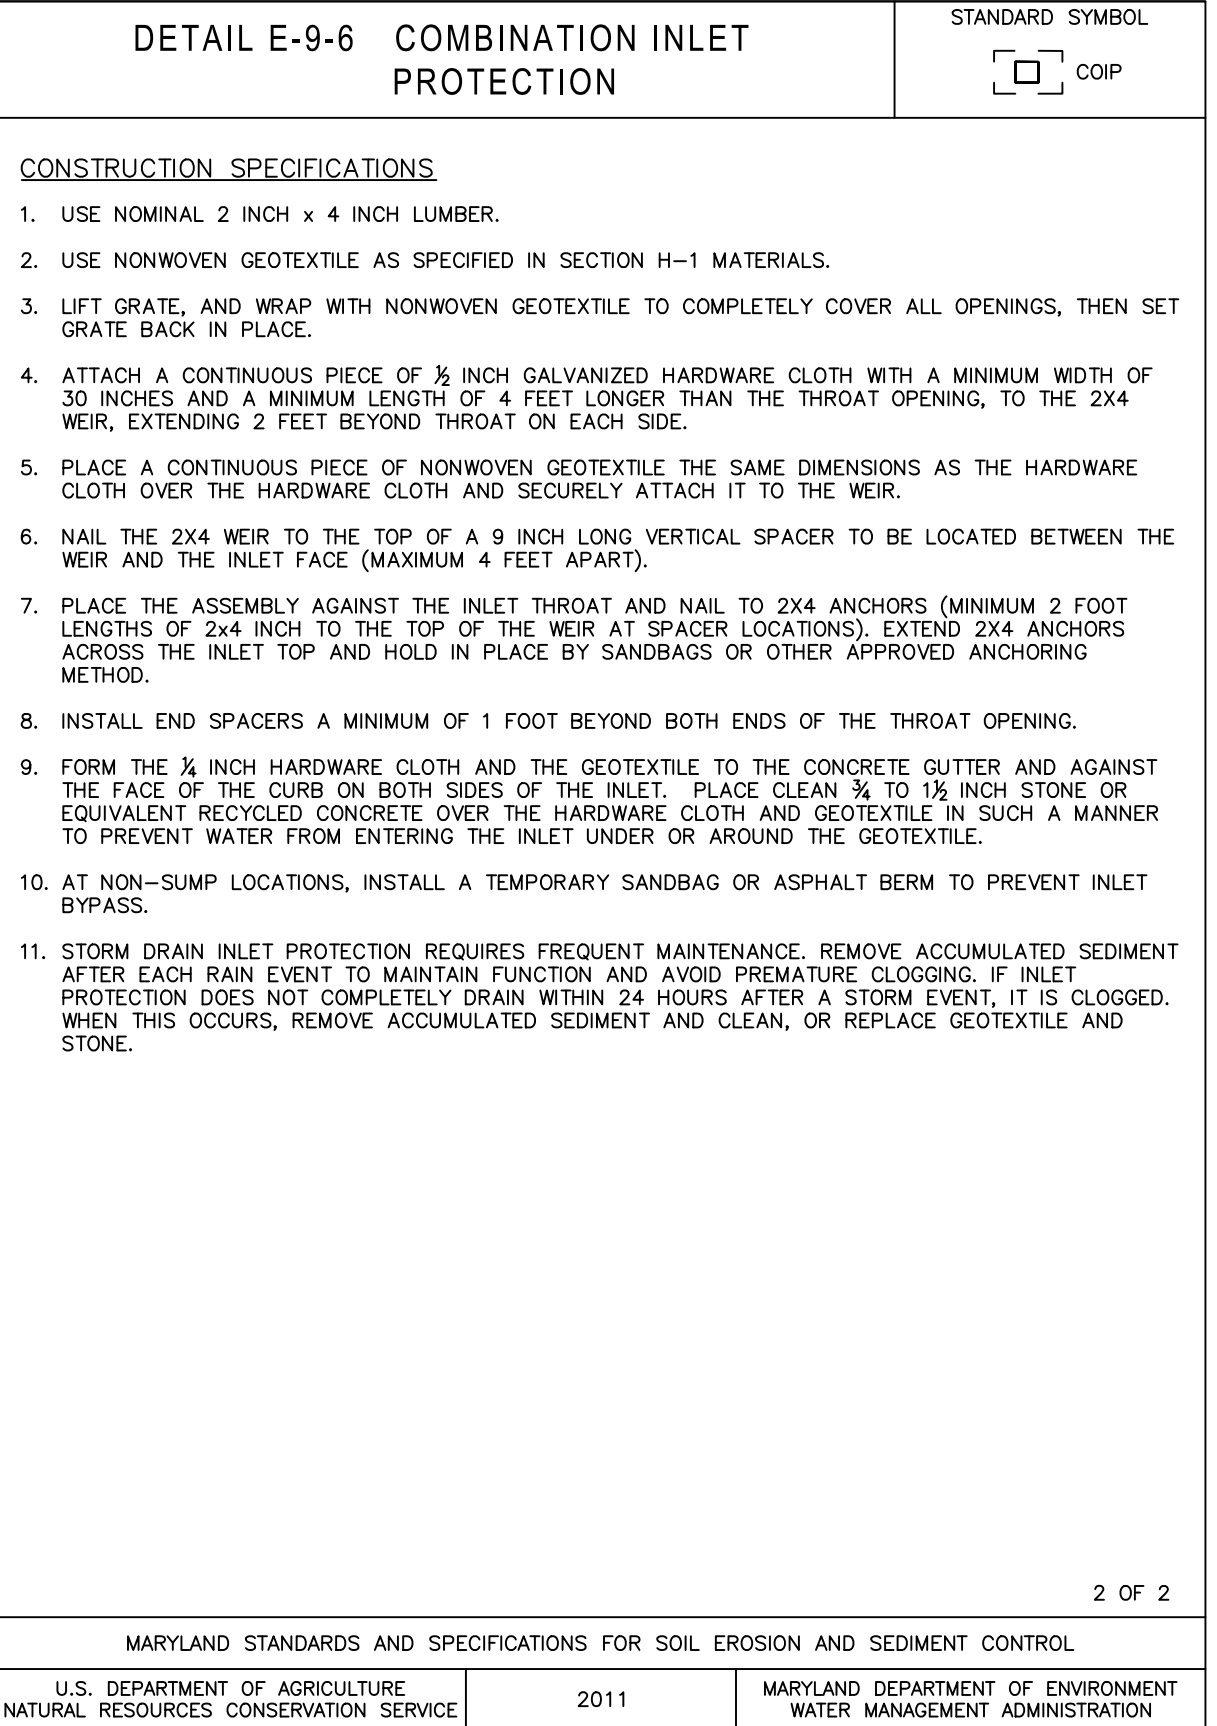 DETAIL E-9-6 COMBINATION INLET
PROTECTION
STANDARD SYMBOL
COIP
CONSTRUCTION SPECIFICATIONS
1. USE NOMINAL 2 INCH x 4 INCH LUMBER.
2. USE NONWOVEN GEOTEXTILE AS SPECIFIED IN SECTION H-1 MATERIALS.
3. LIFT GRATE, AND WRAP WITH NONWOVEN GEOTEXTILE TO COMPLETELY COVER ALL OPENINGS, THEN SET
GRATE BACK IN PLACE.
4. ATTACH A CONTINUOUS PIECE OF ½ INCH GALVANIZED HARDWARE CLOTH WITH A MINIMUM WIDTH OF
30 INCHES AND A MINIMUM LENGTH OF 4 FEET LONGER THAN THE THROAT OPENING, TO THE 2X4
WEIR, EXTENDING 2 FEET BEYOND THROAT ON EACH SIDE.
5. PLACE A CONTINUOUS PIECE OF NONWOVEN GEOTEXTILE THE SAME DIMENSIONS AS THE HARDWARE
CLOTH OVER THE HARDWARE CLOTH AND SECURELY ATTACH IT TO THE WEIR.
6. NAIL THE 2X4 WEIR TO THE TOP OF A 9 INCH LONG VERTICAL SPACER TO BE LOCATED BETWEEN THE
WEIR AND THE INLET FACE (MAXIMUM 4 FEET APART).
7. PLACE THE ASSEMBLY AGAINST THE INLET THROAT AND NAIL TO 2X4 ANCHORS (MINIMUM 2 FOOT
LENGTHS OF 2x4 INCH TO THE TOP OF THE WEIR AT SPACER LOCATIONS). EXTEND 2X4 ANCHORS
ACROSS THE INLET TOP AND HOLD IN PLACE BY SANDBAGS OR OTHER APPROVED ANCHORING
METHOD.
8. INSTALL END SPACERS A MINIMUM OF 1 FOOT BEYOND BOTH ENDS OF THE THROAT OPENING.
9. FORM THE ¼ INCH HARDWARE CLOTH AND THE GEOTEXTILE TO THE CONCRETE GUTTER AND AGAINST
THE FACE OF THE CURB ON BOTH SIDES OF THE INLET. PLACE CLEAN ¾ TO 1½ INCH STONE OR
EQUIVALENT RECYCLED CONCRETE OVER THE HARDWARE CLOTH AND GEOTEXTILE IN SUCH A MANNER
TO PREVENT WATER FROM ENTERING THE INLET UNDER OR AROUND THE GEOTEXTILE.
10. AT NON-SUMP LOCATIONS, INSTALL A TEMPORARY SANDBAG OR ASPHALT BERM TO PREVENT INLET
BYPASS.
11. STORM DRAIN INLET PROTECTION REQUIRES FREQUENT MAINTENANCE. REMOVE ACCUMULATED SEDIMENT
AFTER EACH RAIN EVENT TO MAINTAIN FUNCTION AND AVOID PREMATURE CLOGGING. IF INLET
PROTECTION DOES NOT COMPLETELY DRAIN WITHIN 24 HOURS AFTER A STORM EVENT, IT IS CLOGGED.
WHEN THIS OCCURS, REMOVE ACCUMULATED SEDIMENT AND CLEAN, OR REPLACE GEOTEXTILE AND
STONE.
2 OF 2
MARYLAND STANDARDS AND SPECIFICATIONS FOR SOIL EROSION AND SEDIMENT CONTROL
U.S. DEPARTMENT OF AGRICULTURE
NATURAL RESOURCES CONSERVATION SERVICE
2011
MARYLAND DEPARTMENT OF ENVIRONMENT
WATER MANAGEMENT ADMINISTRATION